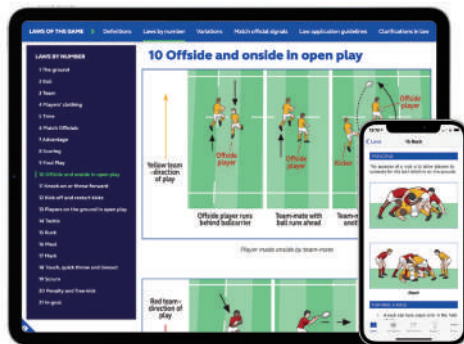 LAWS OF THE GAME Definitions Laws by number Variations Match official signals Law application guidelines Clarifications in law
LAWS BY NUMBER
1 The ground
2 Ball
3 Team
4 Players' clothing
5 Time
6 Match Officials
7 Advantage
8 Scoring
9 Foul Play
10 Offside and onside in open play
11 Knock-on or throw forward
12 Kick-off and restart kicks
13 Players on the ground in open play
14 Tackle
15 Ruck
16 Maul
17 Mark
18 Touch, quick throw and lineout
19 Scrum
20 Penalty and free-kick
21 In-goal
10 Offside and onside in open play
Yellow team–
direction
of play
Offside
player
Offside
player
Offside
player
Kicker
Offside player runs
behind ball carrier
Team-mate with
ball runs ahead
Player made onside by team-mate
Red team–
direction of
play
15 Ruck